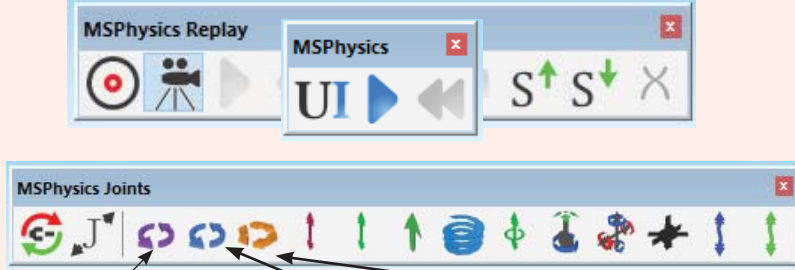 MSPhysics Replay
MSPhysics
UI
S S
MSPhysics Joints
C-
J